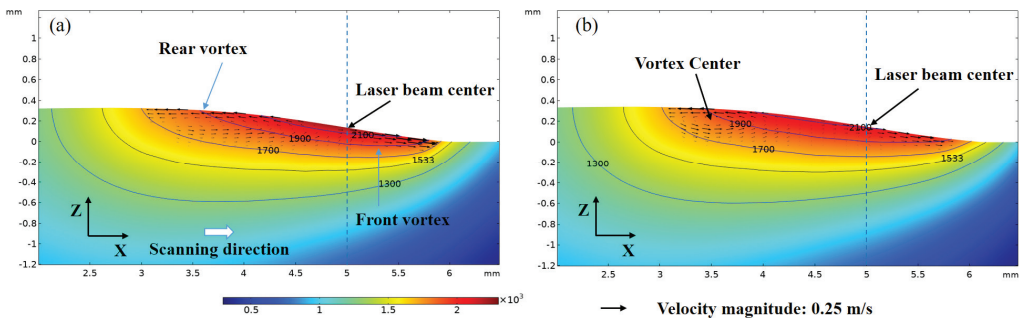 mm
(a)
1
0.8
0.6
0.4
0.2
0
-0.2
-0.4
-0.6
-0.8
-1
-1.2
Rear vortex
Laser beam center
2100
1900
1700
1533
1300
Front vortex
Z
X
Scanning direction
2.5 3 3.5 4 4.5 5 5.5 6
mm
mm
(b)
1
0.8
0.6
0.4
0.2
0
-0.2
-0.4
-0.6
-0.8
-1
-1.2
Vortex Center
Laser beam center
2100
1900
1700
1533
1300
Z
X
2.5 3 3.5 4 4.5 5 5.5 6
mm
×10³
0.5 1 1.5 2
Velocity magnitude: 0.25 m/s